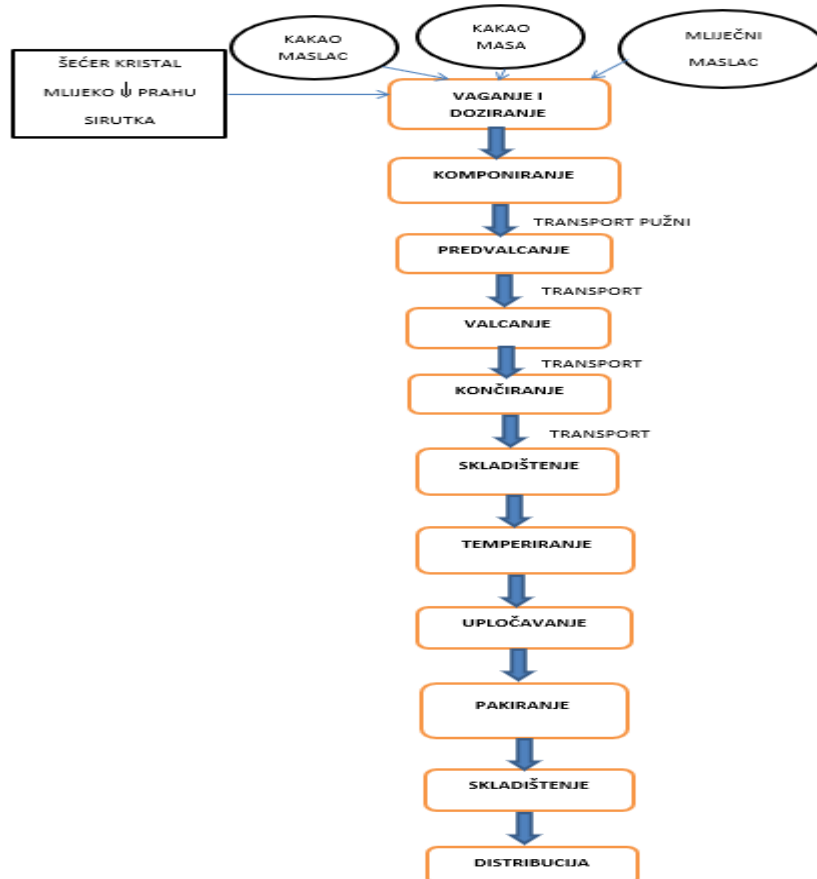 KAKAO
MASLAC
KAKAO
MASA
MLIJEČNI
MASLAC
ŠEĆER KRISTAL
MLIJEKO U PRAHU
SIRUTKA
VAGANJE I
DOZIRANJE
KOMPONIRANJE
TRANSPORT PUŽNI
PREDVALCANJE
TRANSPORT
VALCANJE
TRANSPORT
KONČIRANJE
TRANSPORT
SKLADIŠTENJE
TEMPERIRANJE
UPLOČAVANJE
PAKIRANJE
SKLADIŠTENJE
DISTRIBUCIJA